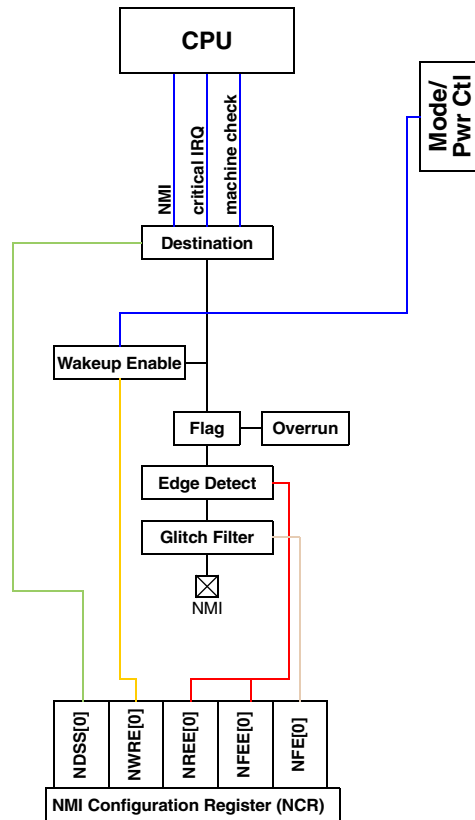 CPU
Mode/
Pwr Ctl
NMI
critical IRQ
machine check
Destination
Wakeup Enable
Flag
Overrun
Edge Detect
Glitch Filter
NMI
NDSS[0]
NWRE[0]
NREE[0]
NFEE[0]
NFE[0]
NMI Configuration Register (NCR)